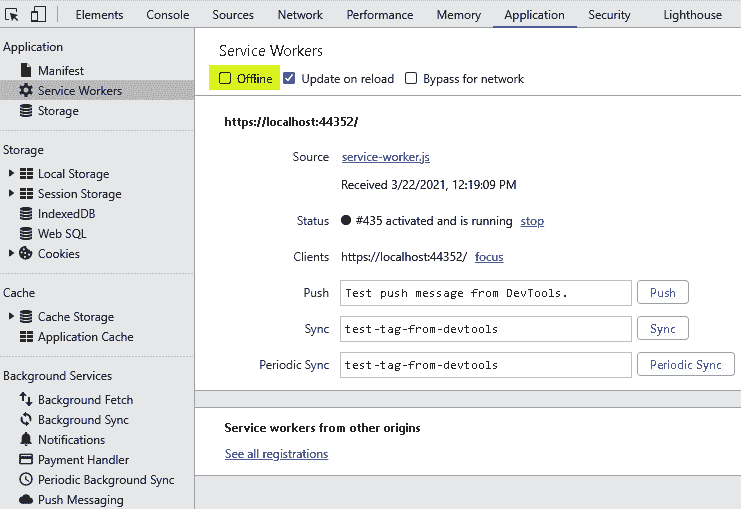 Elements Console Sources Network Performance Memory Application Security Lighthouse
Application
Manifest
Service Workers
Storage
Storage
Local Storage
Session Storage
IndexedDB
Web SQL
Cookies
Cache
Cache Storage
Application Cache
Background Services
Background Fetch
Background Sync
Notifications
Payment Handler
Periodic Background Sync
Push Messaging
Service Workers
Offline Update on reload Bypass for network
https://localhost:44352/
Source service-worker.js
Received 3/22/2021, 12:19:09 PM
Status #435 activated and is running stop
Clients https://localhost:44352/ focus
Push Test push message from DevTools. Push
Sync test-tag-from-devtools Sync
Periodic Sync test-tag-from-devtools Periodic Sync
Service workers from other origins
See all registrations